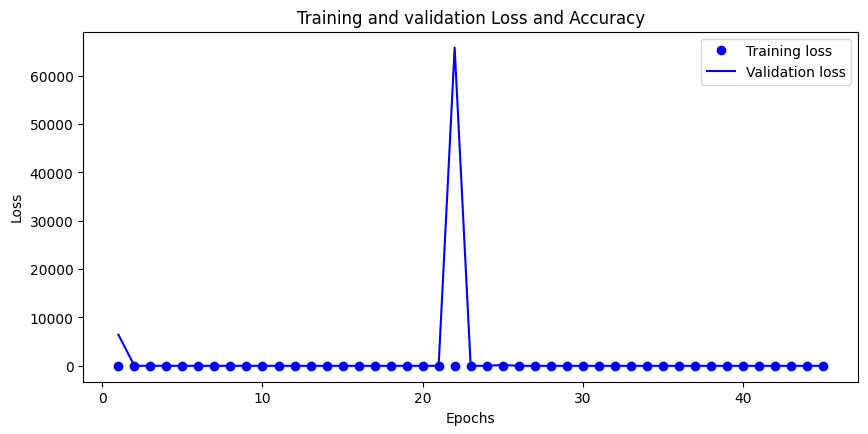 Training and validation Loss and Accuracy
Training loss
Validation loss
60000
50000
40000
30000
20000
10000
0
Loss
0 10 20 30 40
Epochs